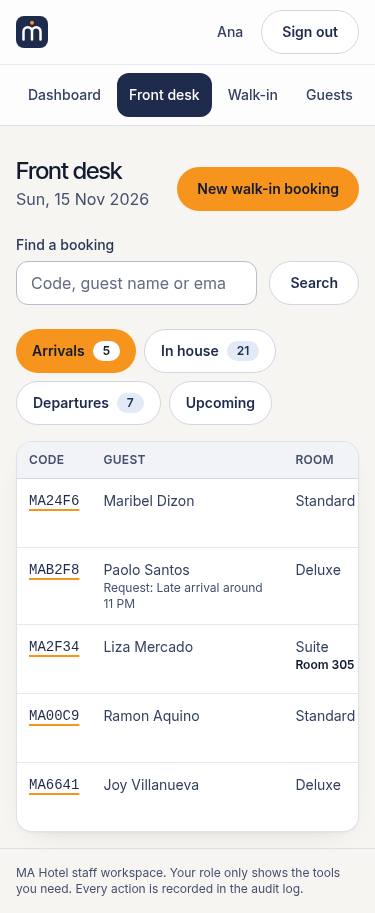 Ana
Sign out
Dashboard
Front desk
Walk-in
Guests
Front desk
Sun, 15 Nov 2026
New walk-in booking
Find a booking
Code, guest name or ema
Search
Arrivals 5
In house 21
Departures 7
Upcoming
CODE GUEST ROOM
MA24F6 Maribel Dizon Standard
MAB2F8 Paolo Santos Deluxe
Request: Late arrival around
11 PM
MA2F34 Liza Mercado Suite
Room 305
MA00C9 Ramon Aquino Standard
MA6641 Joy Villanueva Deluxe
MA Hotel staff workspace. Your role only shows the tools
you need. Every action is recorded in the audit log.